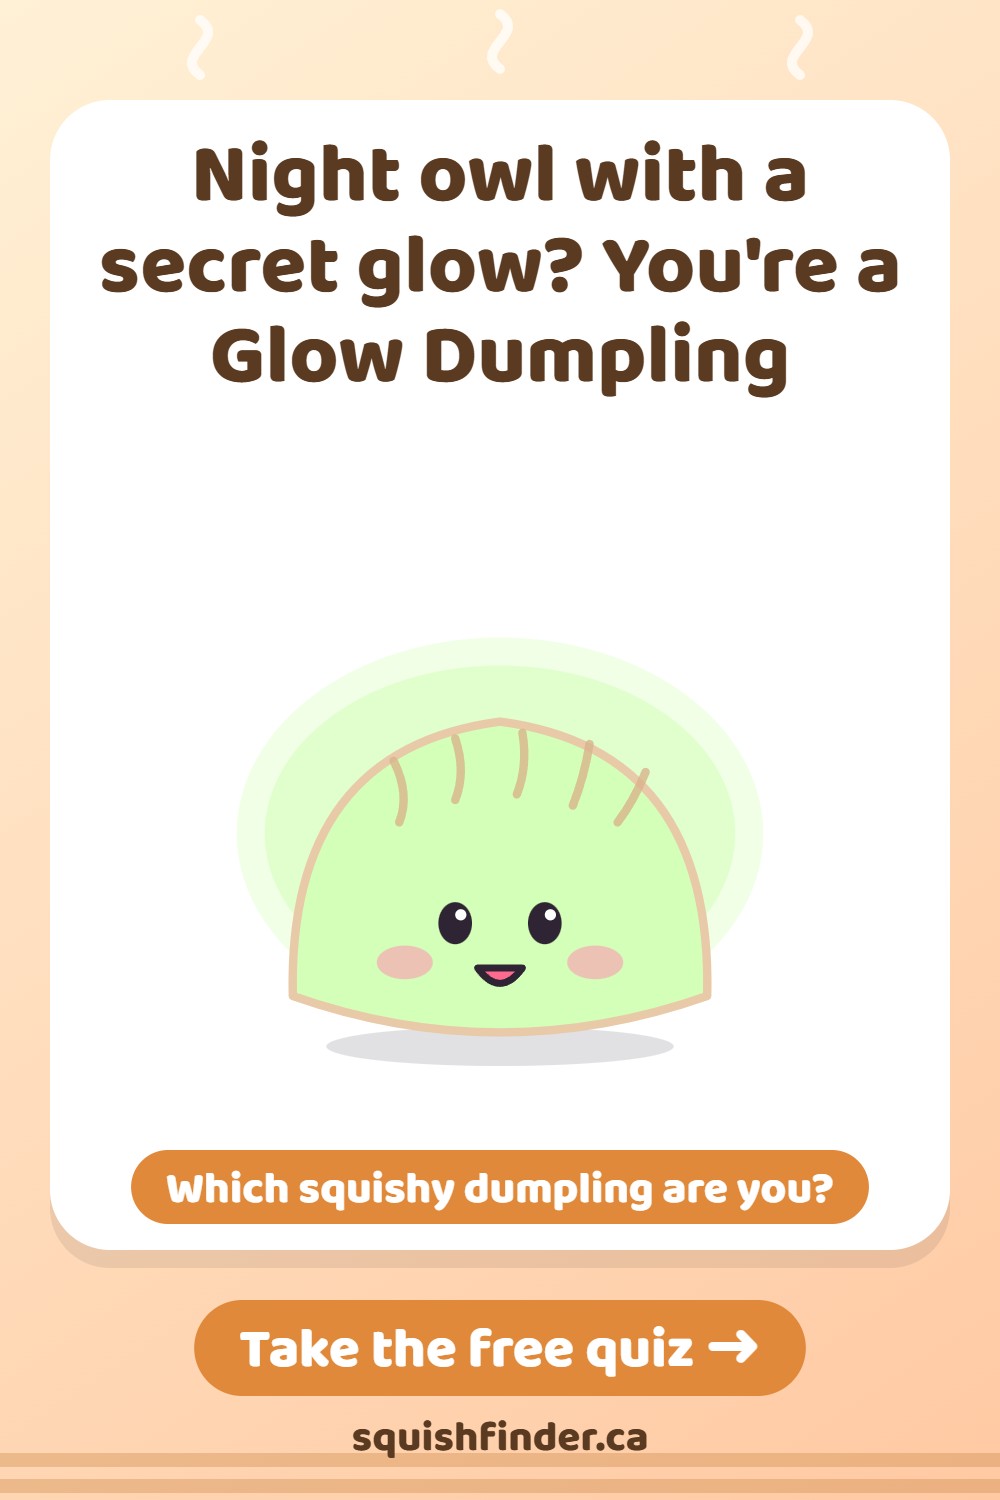 Night owl with a
secret glow? You're a
Glow Dumpling
Which squishy dumpling are you?
Take the free quiz →
squishfinder.ca